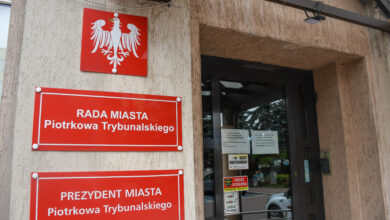 RADA MIASTA
Piotrkowa Trybunalskiego
PREZYDENT MIASTA
Piotrkowa Trybunalskiego